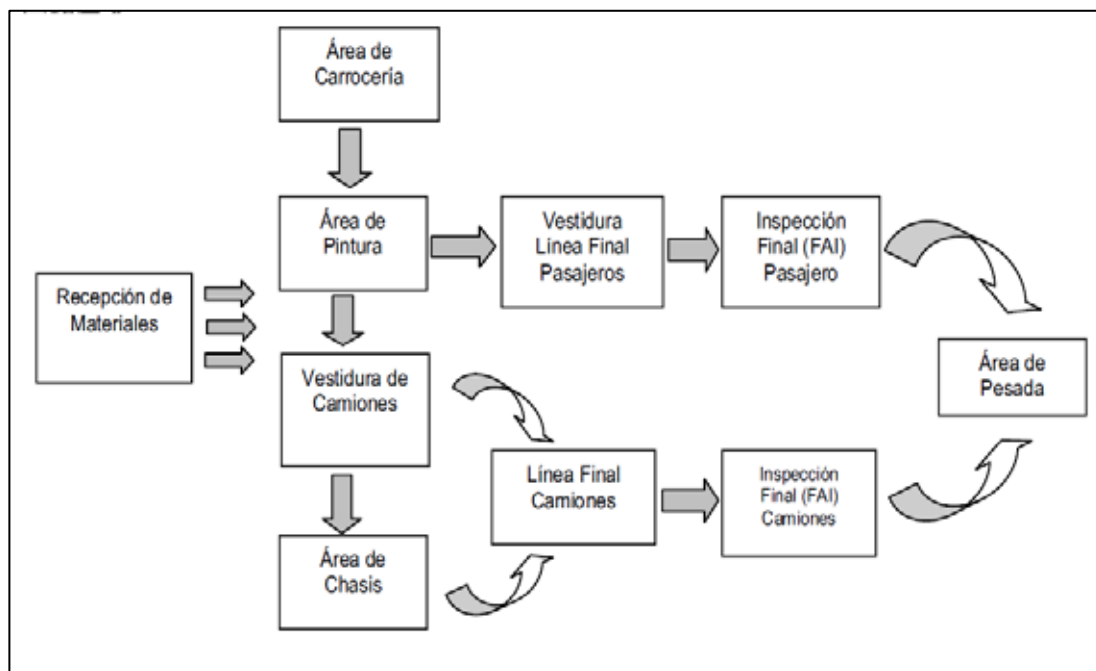 Área de
Carrocería
Área de
Pintura
Vestidura
Línea Final
Pasajeros
Inspección
Final (FAI)
Pasajero
Recepción de
Materiales
Vestidura de
Camiones
Área de
Pesada
Línea Final
Camiones
Inspección
Final (FAI)
Camiones
Área de
Chasis